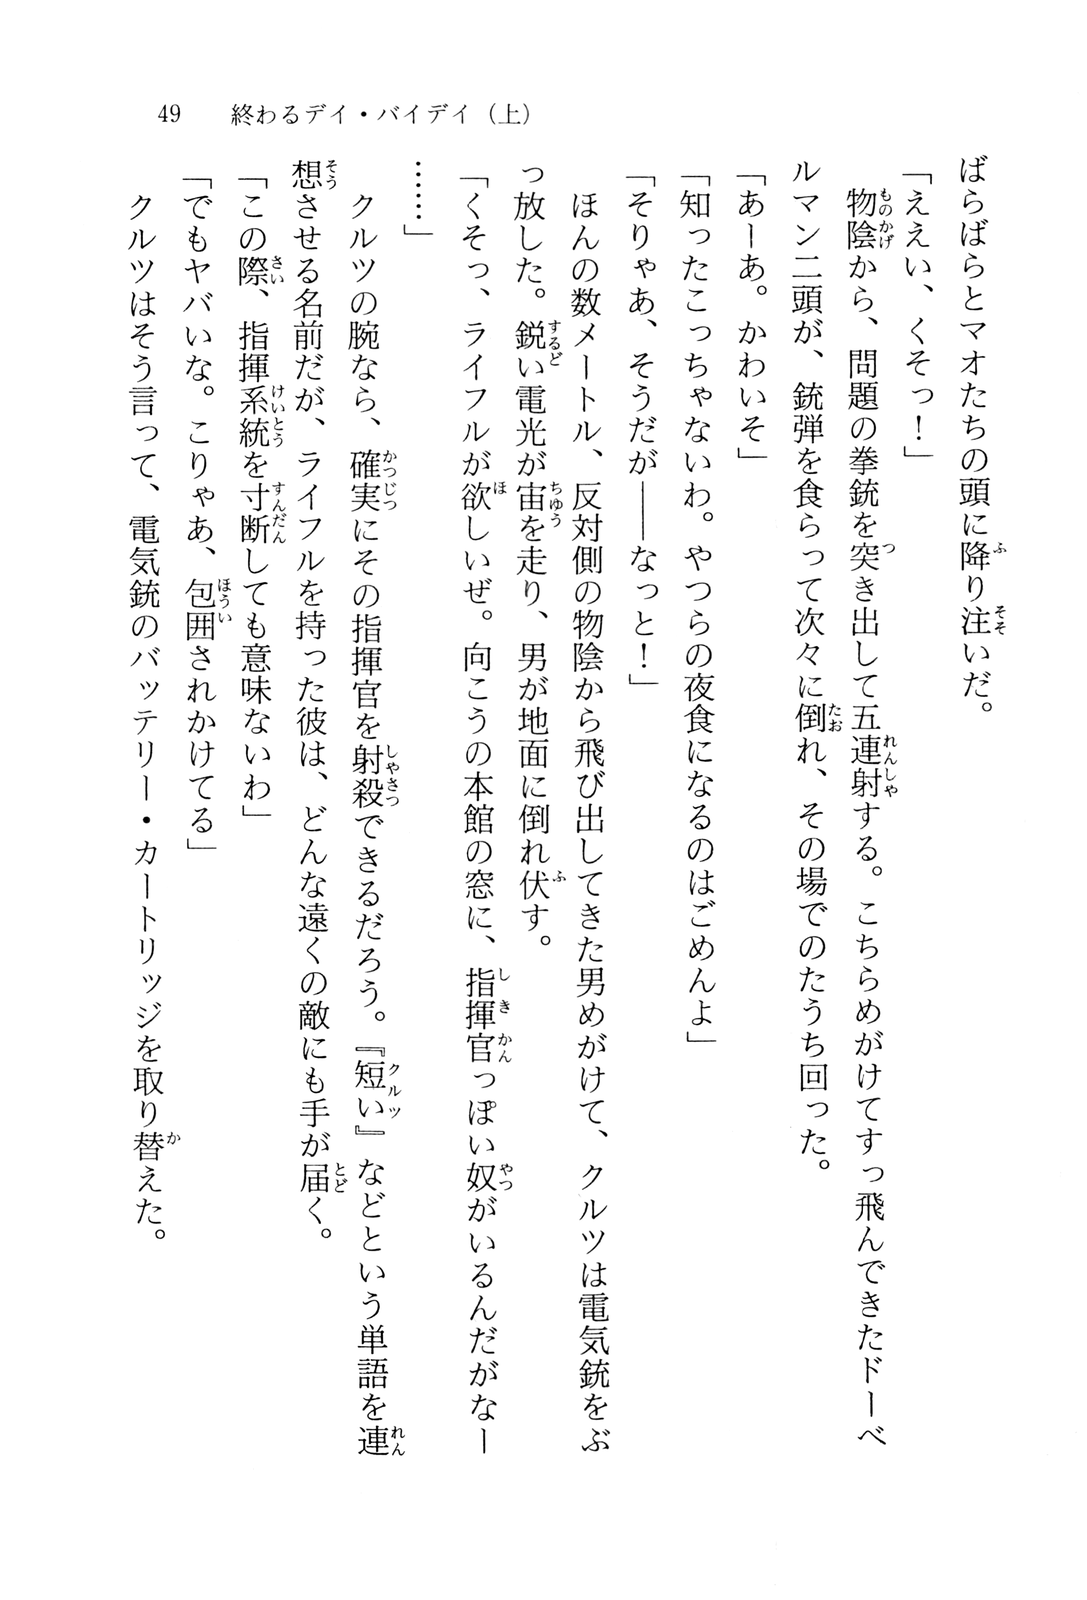 49 終わるデイ・バイデイ（上）
ばらばらとマオたちの頭に降り注いだ。
「ええい、くそっ！」
物陰から、問題の拳銃を突き出して五連射する。こちらめがけてすっ飛んできたドーベ
ルマン二頭が、銃弾を食らって次々に倒れ、その場でのたうち回った。
「あーあ。かわいそ」
「知ったこっちゃないわ。やつらの夜食になるのはごめんよ」
「そりゃあ、そうだが――なっと！」
ほんの数メートル、反対側の物陰から飛び出してきた男めがけて、クルツは電気銃をぶ
っ放した。鋭い電光が宙を走り、男が地面に倒れ伏す。
「くそっ、ライフルが欲しいぜ。向こうの本館の窓に、指揮官っぽい奴がいるんだがなー
……」
クルツの腕なら、確実にその指揮官を射殺できるだろう。『短い』などという単語を連
想させる名前だが、ライフルを持った彼は、どんな遠くの敵にも手が届く。
「この際、指揮系統を寸断しても意味ないわ」
「でもヤバいな。こりゃあ、包囲されかけてる」
クルツはそう言って、電気銃のバッテリー・カートリッジを取り替えた。